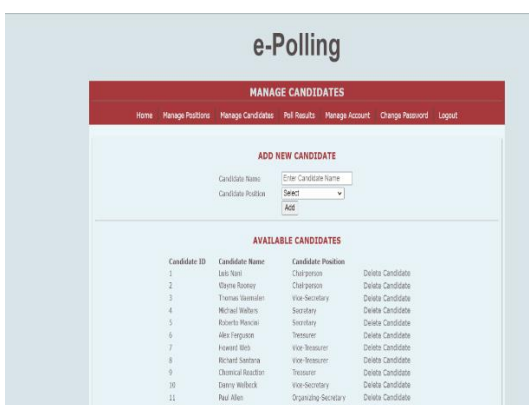 e-Polling
MANAGE CANDIDATES
Home Manage Positions Manage Candidates Poll Results Manage Account Change Password Logout
ADD NEW CANDIDATE
Candidate Name Enter Candidate Name
Candidate Position Select
Add
AVAILABLE CANDIDATES
Candidate ID Candidate Name Candidate Position
1 Luis Nani Chairperson Delete Candidate
2 Wayne Rooney Chairperson Delete Candidate
3 Thomas Vaemalen Vice-Secretary Delete Candidate
4 Michael Walters Secretary Delete Candidate
5 Roberto Mancini Secretary Delete Candidate
6 Alex Ferguson Treasurer Delete Candidate
7 Howard Web Vice-Treasurer Delete Candidate
8 Richard Santana Vice-Treasurer Delete Candidate
9 Chemical Reaction Treasurer Delete Candidate
10 Danny Welbeck Vice-Secretary Delete Candidate
11 Paul Allen Organizing-Secretary Delete Candidate